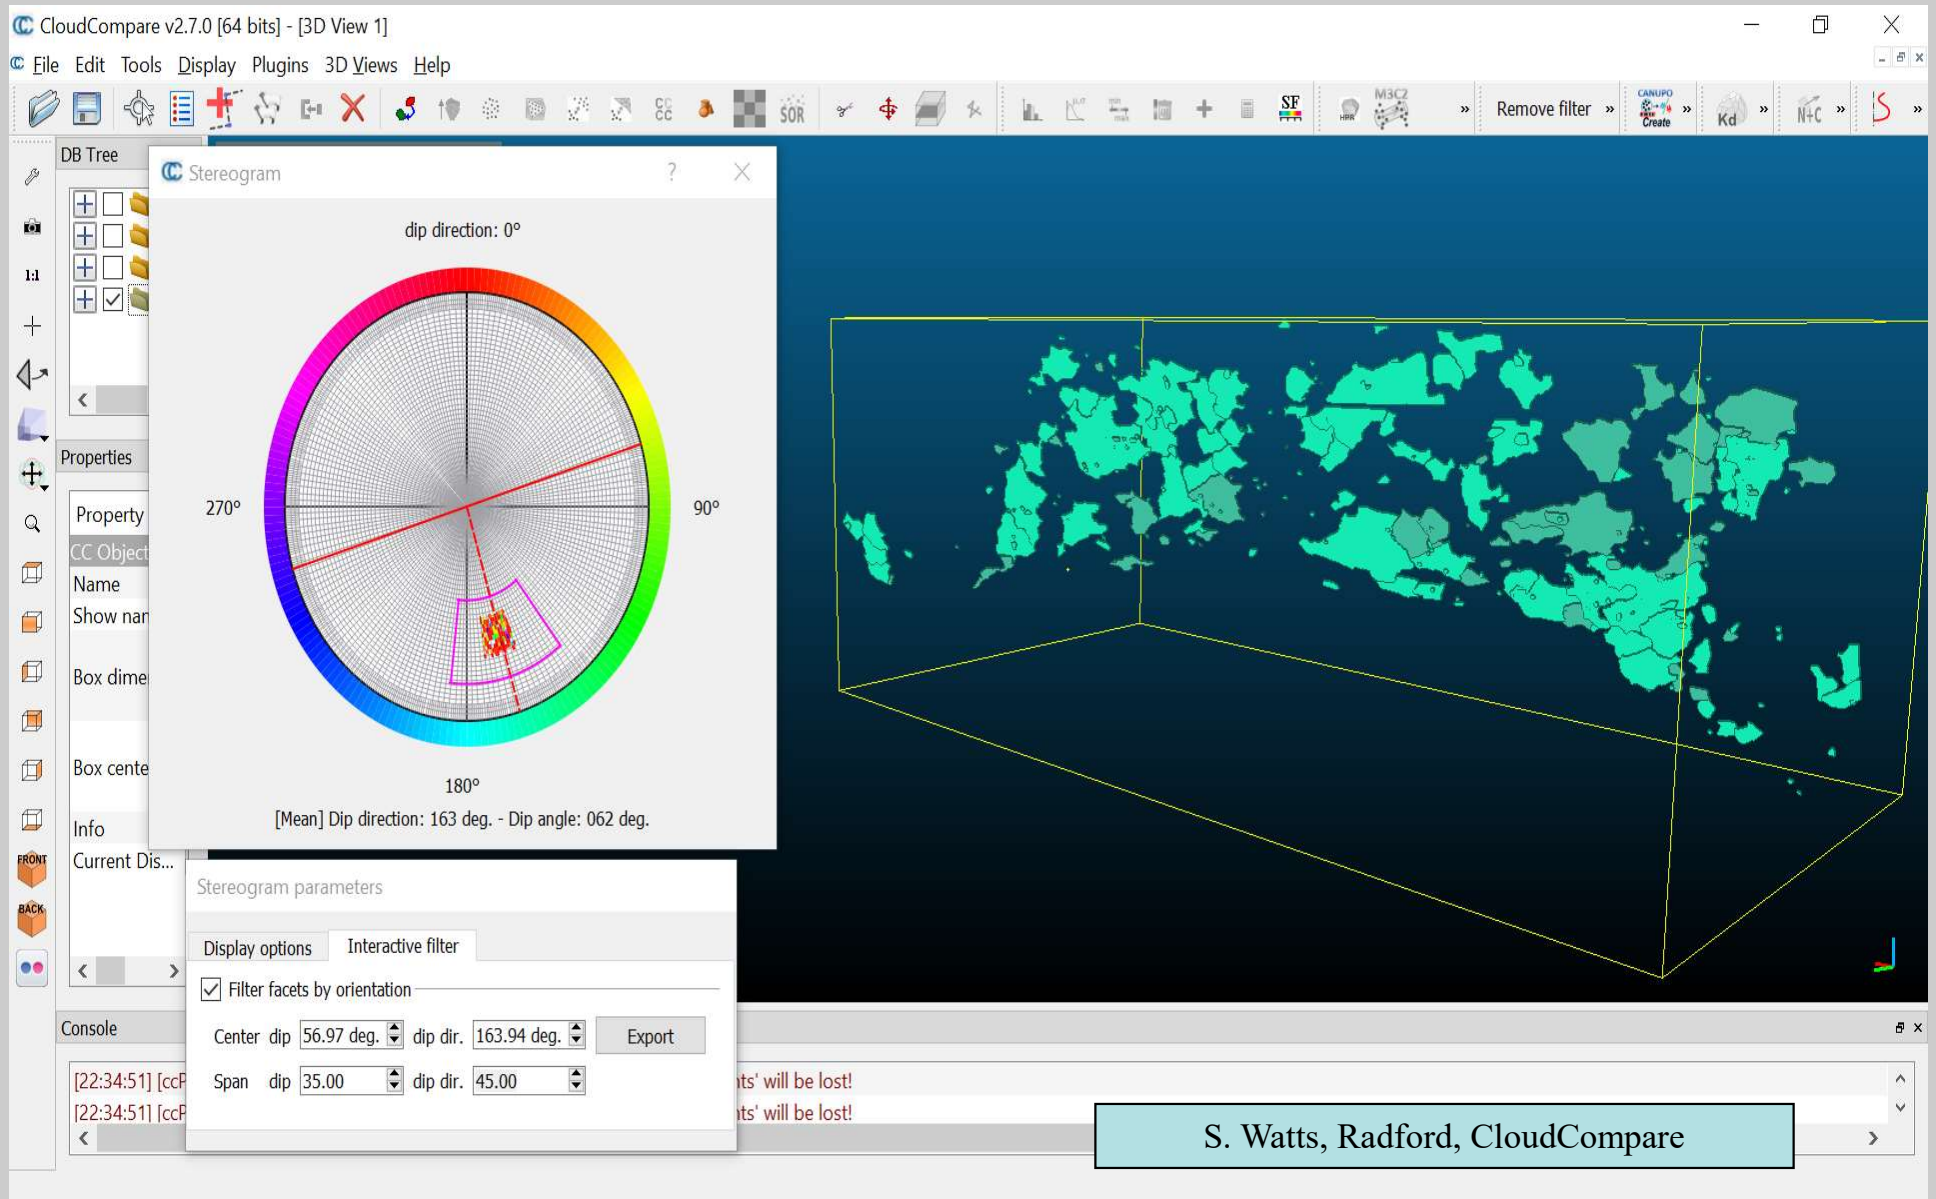 CloudCompare v2.7.0 [64 bits] - [3D View 1]
File Edit Tools Display Plugins 3D Views Help
SOR SF HPR M3C2 » Remove filter » CANUPO Create » Kd » N+C » »
DB Tree
Stereogram ?
dip direction: 0º
1:1
Properties
270º 90º
Property
CC Object
Name
Show nar
Box dime
Box cente
180º
[Mean] Dip direction: 163 deg. - Dip angle: 062 deg.
Info
Current Dis...
FRONT
BACK
Stereogram parameters
Display options Interactive filter
Filter facets by orientation
Console
Center dip 56.97 deg. dip dir. 163.94 deg. Export
Span dip 35.00 dip dir. 45.00
[22:34:51] [ccP nts' will be lost!
[22:34:51] [ccP nts' will be lost!
S. Watts, Radford, CloudCompare